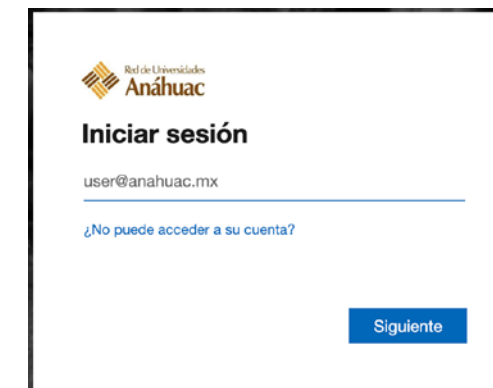 Red de Universidades
Anáhuac
Iniciar sesión
user@anahuac.mx
¿No puede acceder a su cuenta?
Siguiente